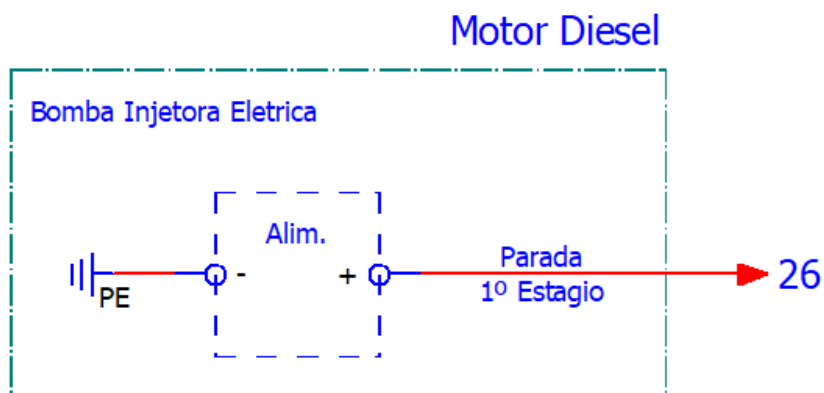 Motor Diesel
Bomba Injetora Eletrica
Alim.
PE
-
+
Parada
1º Estagio
26